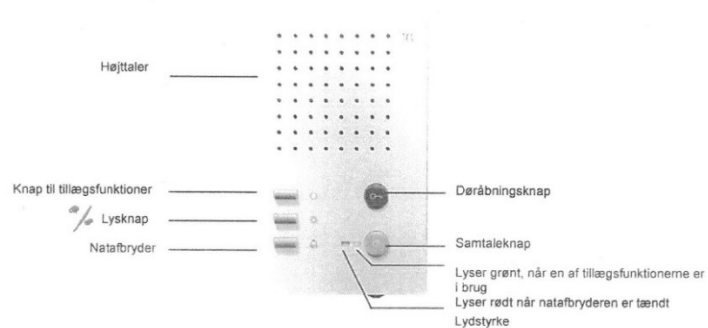 Højttaler
Knap til tillægsfunktioner
Døråbningsknap
% Lysknap
Natafbryder
Samtaleknap
Lyser grønt, når en af tillægsfunktionerne er
i brug
Lyser rødt når natafbryderen er tændt
Lydstyrke